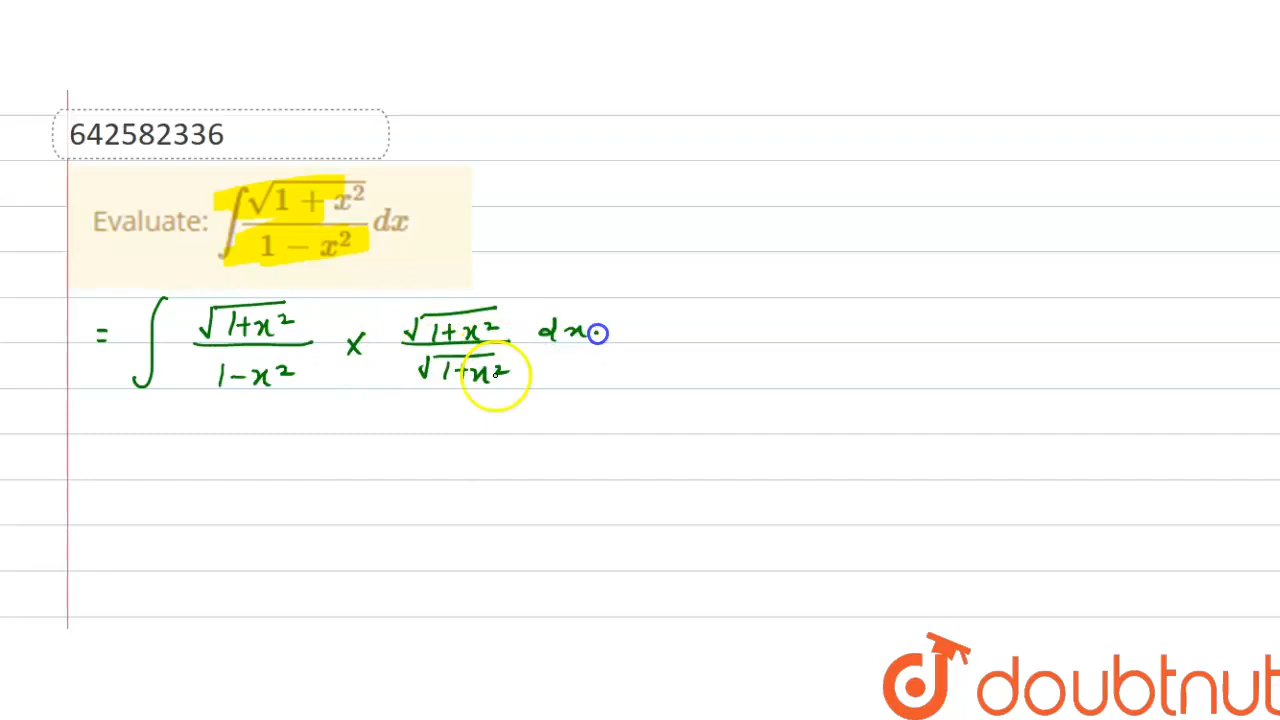 642582336
Evaluate: ∫ √(1 + x²) / (1 − x²) dx
= ∫ √(1+x²) / (1−x²) × √(1+x²) / √(1+x²) dx
doubtnut